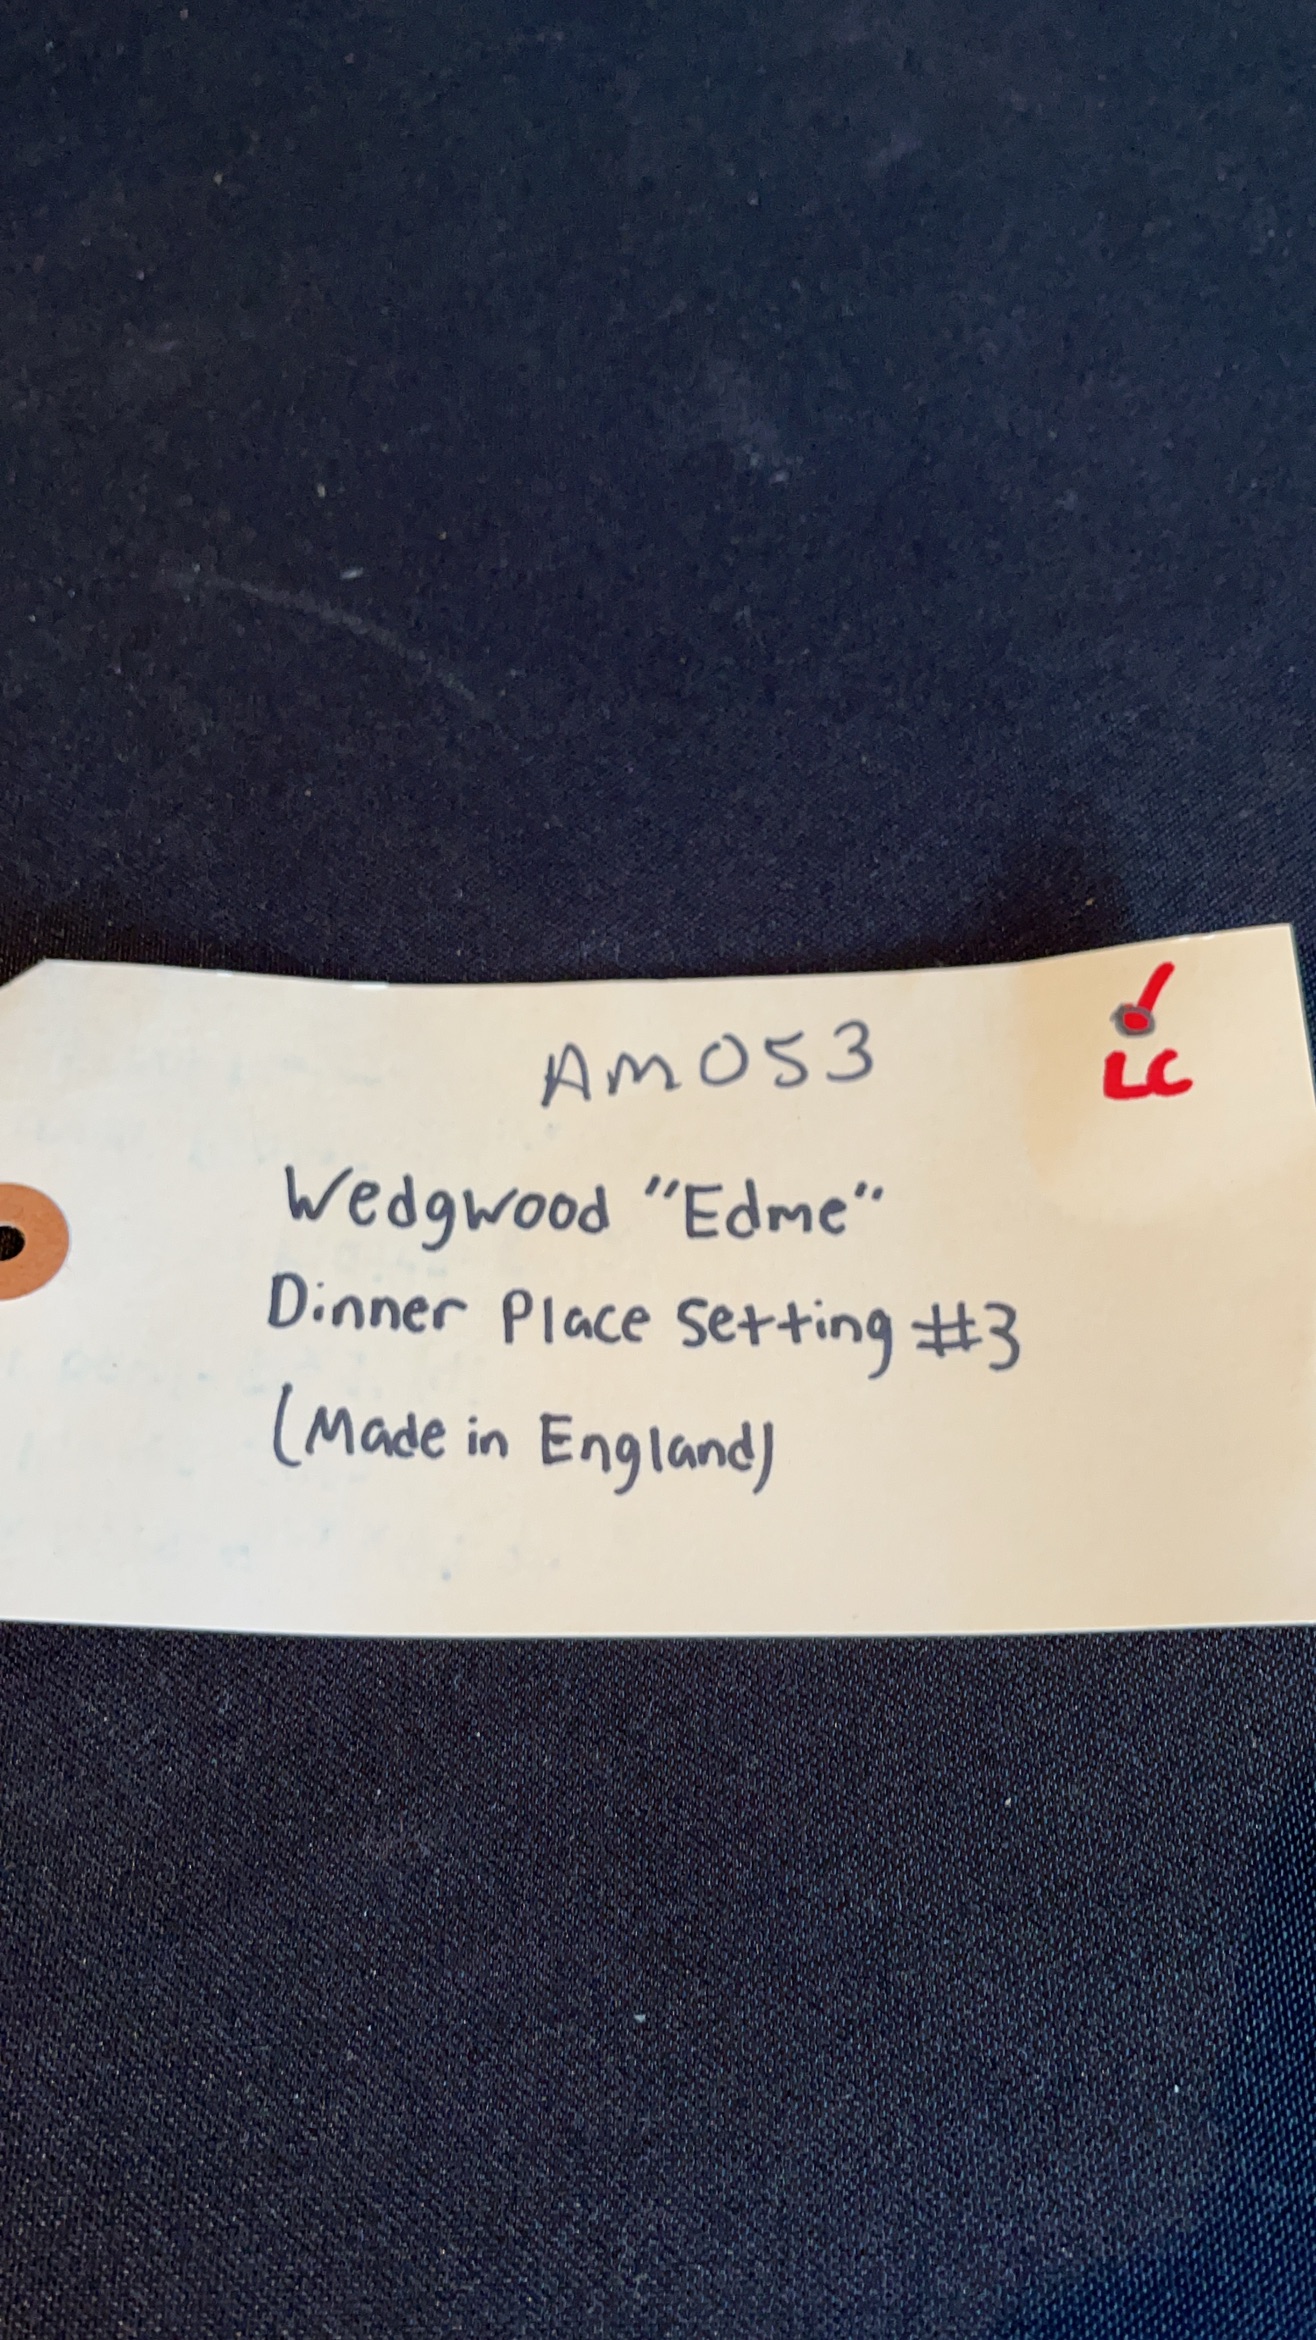 AM053
LC
Wedgwood "Edme"
Dinner Place Setting #3
(Made in England)